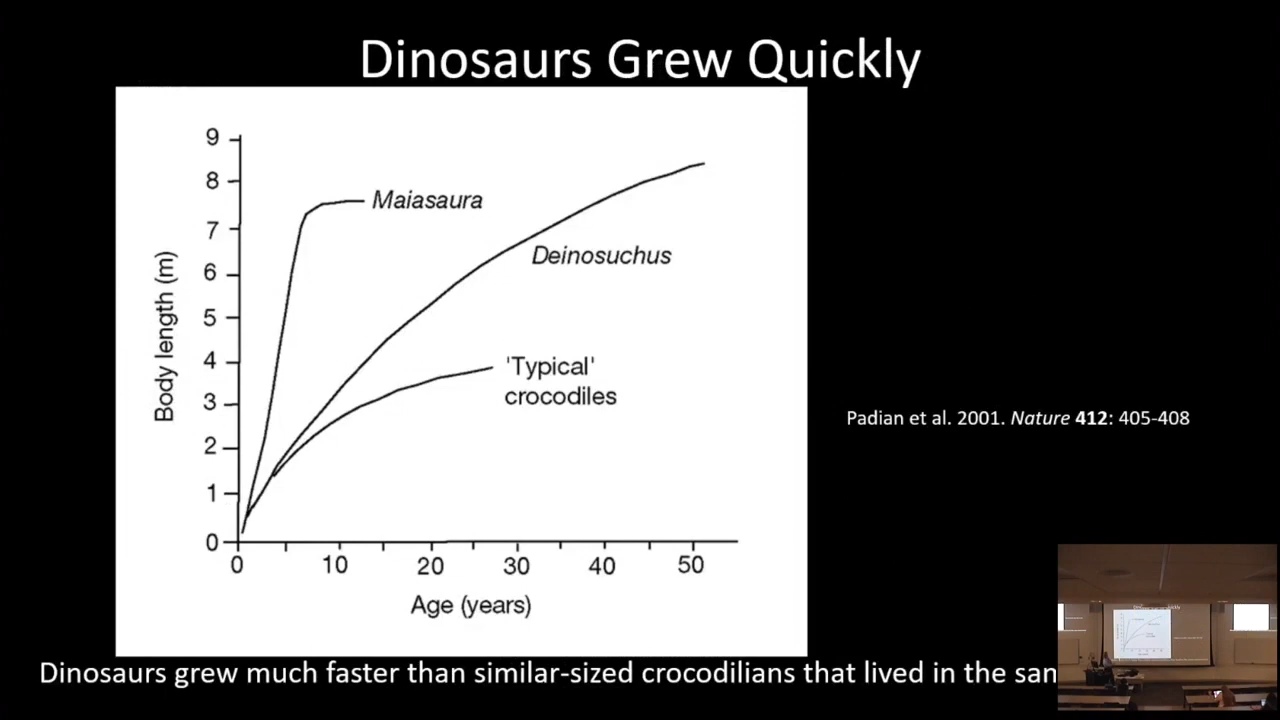 Dinosaurs Grew Quickly
9
8
7
6
5
4
3
2
1
0
Body length (m)
Maiasaura
Deinosuchus
'Typical'
crocodiles
0 10 20 30 40 50
Age (years)
Padian et al. 2001. Nature 412: 405-408
Dinosaurs grew much faster than similar-sized crocodilians that lived in the